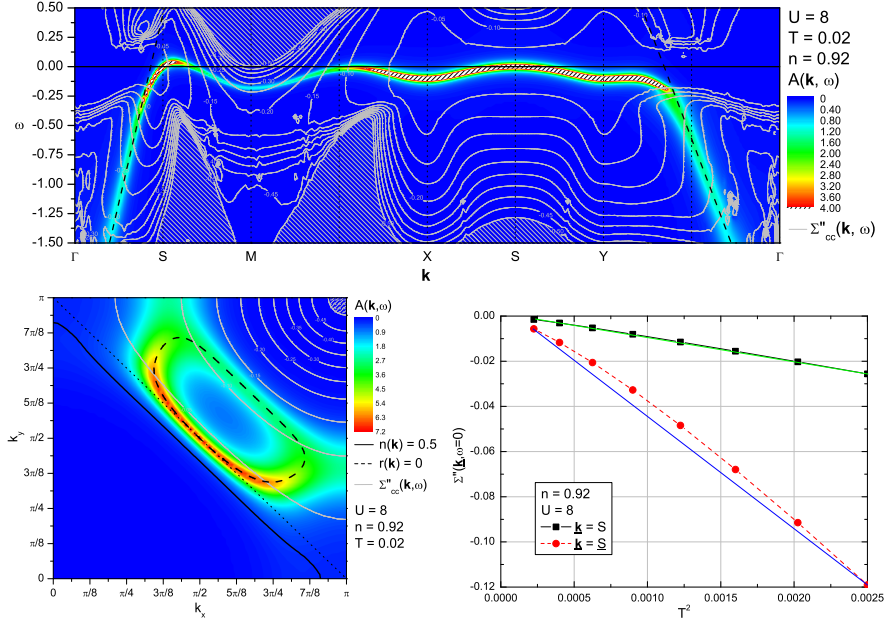 0.50
0.25
0.00
-0.25
-0.50
-0.75
-1.00
-1.25
-1.50
ω
Γ S M X S Y Γ
k
U = 8
T = 0.02
n = 0.92
A(k, ω)
0
0.40
0.80
1.20
1.60
2.00
2.40
2.80
3.20
3.60
4.00
Σ"cc(k, ω)
π
7π/8
3π/4
5π/8
π/2
3π/8
π/4
π/8
0
ky
0 π/8 π/4 3π/8 π/2 5π/8 3π/4 7π/8 π
kx
A(k,ω)
0
1.2
2.4
3.6
4.8
6.0
7.2
n(k) = 0.5
r(k) = 0
Σ"cc(k,ω)
U = 8
n = 0.92
T = 0.02
0.00
-0.02
-0.04
-0.06
-0.08
-0.10
-0.12
Σ"(k,ω=0)
n = 0.92
U = 8
k = S
k = S
0.0000 0.0005 0.0010 0.0015 0.0020 0.0025
T²